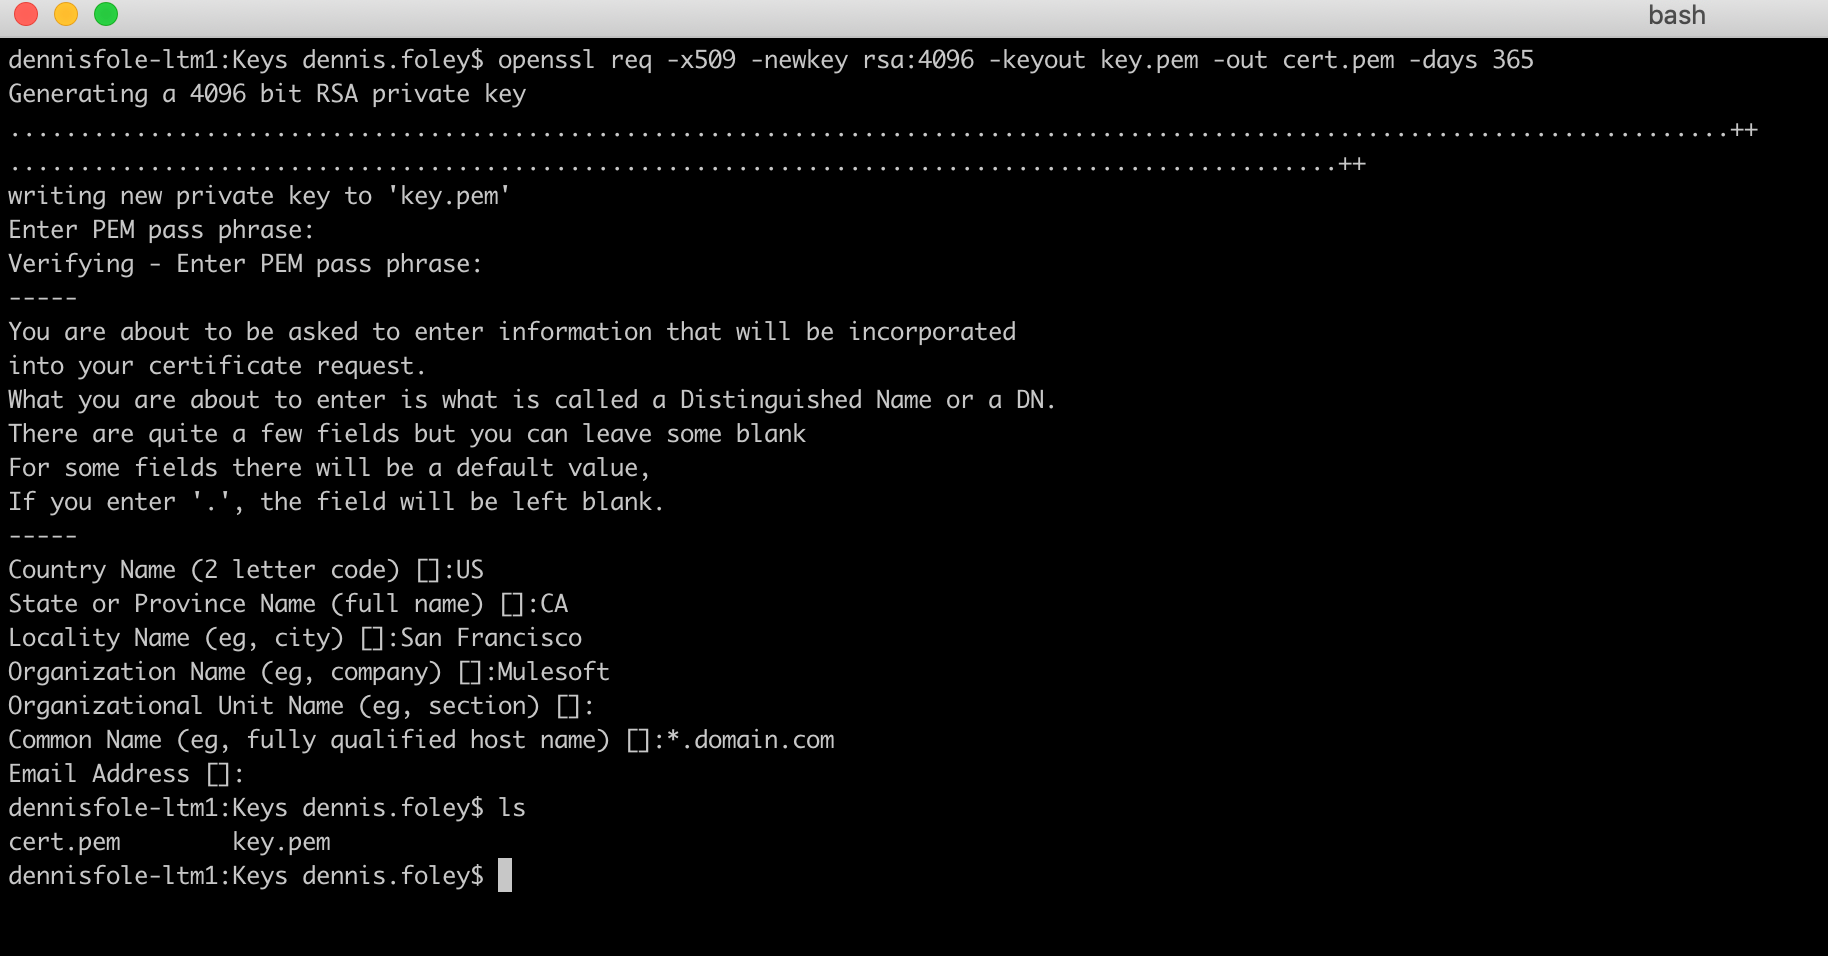 bash
dennisfole-ltm1:Keys dennis.foley$ openssl req -x509 -newkey rsa:4096 -keyout key.pem -out cert.pem -days 365
Generating a 4096 bit RSA private key
...........................................................................................................................++
...............................................................................................++
writing new private key to 'key.pem'
Enter PEM pass phrase:
Verifying - Enter PEM pass phrase:
-----
You are about to be asked to enter information that will be incorporated
into your certificate request.
What you are about to enter is what is called a Distinguished Name or a DN.
There are quite a few fields but you can leave some blank
For some fields there will be a default value,
If you enter '.', the field will be left blank.
-----
Country Name (2 letter code) []:US
State or Province Name (full name) []:CA
Locality Name (eg, city) []:San Francisco
Organization Name (eg, company) []:Mulesoft
Organizational Unit Name (eg, section) []:
Common Name (eg, fully qualified host name) []:*.domain.com
Email Address []:
dennisfole-ltm1:Keys dennis.foley$ ls
cert.pem        key.pem
dennisfole-ltm1:Keys dennis.foley$